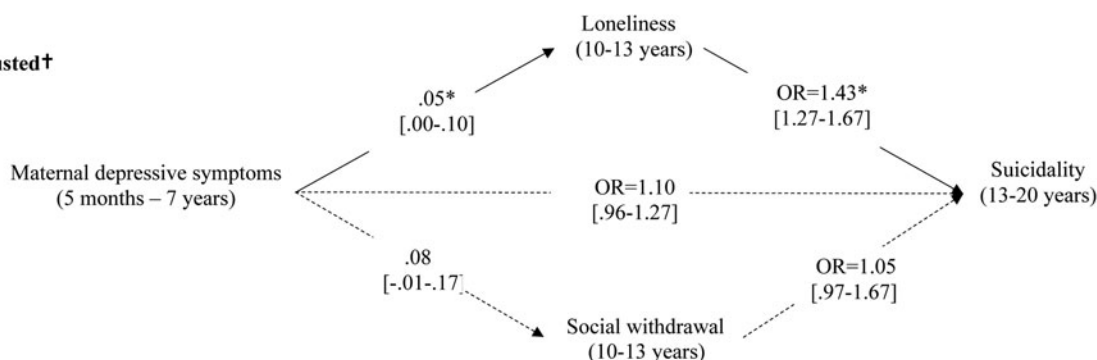 Loneliness
(10-13 years)
usted†
.05*
[.00-.10]
OR=1.43*
[1.27-1.67]
Maternal depressive symptoms
(5 months – 7 years)
OR=1.10
[.96-1.27]
Suicidality
(13-20 years)
.08
[-.01-.17]
OR=1.05
[.97-1.67]
Social withdrawal
(10-13 years)